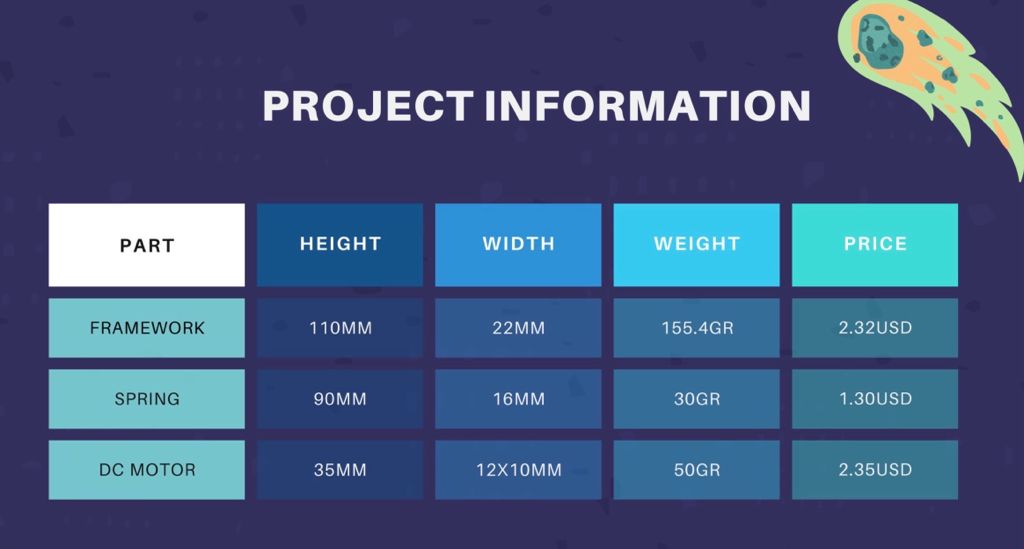 PROJECT INFORMATION
PART HEIGHT WIDTH WEIGHT PRICE
FRAMEWORK 110MM 22MM 155.4GR 2.32USD
SPRING 90MM 16MM 30GR 1.30USD
DC MOTOR 35MM 12X10MM 50GR 2.35USD